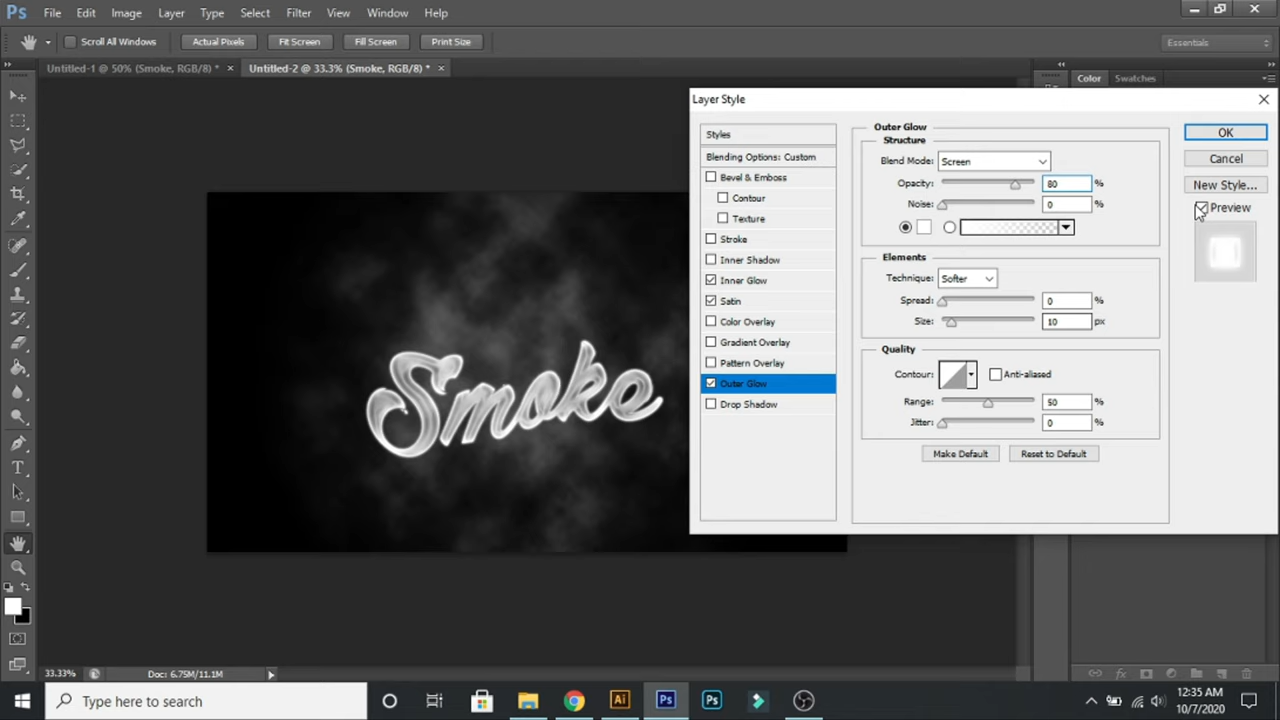 Ps File Edit Image Layer Type Select Filter View Window Help
Scroll All Windows Actual Pixels Fit Screen Fill Screen Print Size Essentials
Untitled-1 @ 50% (Smoke, RGB/8) * × Untitled-2 @ 33.3% (Smoke, RGB/8) * × Color Swatches
Layer Style
Styles
Blending Options: Custom
Bevel & Emboss
Contour
Texture
Stroke
Inner Shadow
Inner Glow
Satin
Color Overlay
Gradient Overlay
Pattern Overlay
Outer Glow
Drop Shadow
Outer Glow
Structure
Blend Mode: Screen
Opacity: 80 %
Noise: 0 %
Elements
Technique: Softer
Spread: 0 %
Size: 10 px
Quality
Contour: Anti-aliased
Range: 50 %
Jitter: 0 %
Make Default Reset to Default
OK
Cancel
New Style...
Preview
Smoke
T
33.33% Doc: 6.75M/11.1M
fx
Type here to search Ai Ps Ps 12:35 AM
10/7/2020